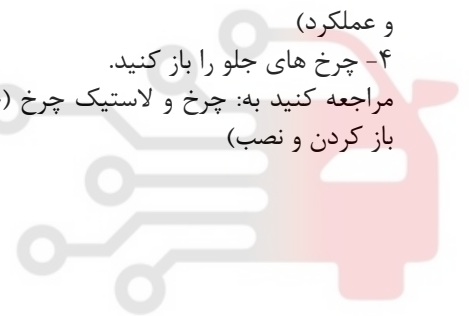 و عملکرد)
۴- چرخ های جلو را باز کنید.
مراجعه کنید به: چرخ و لاستیک چرخ (
باز کردن و نصب)